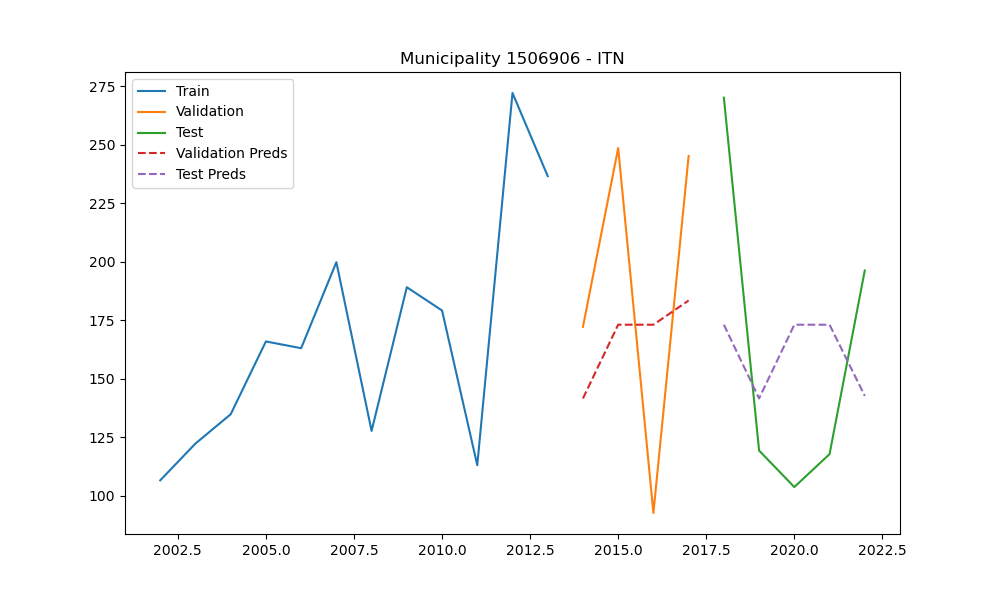 Municipality 1506906 - ITN
Train
Validation
Test
Validation Preds
Test Preds
275
250
225
200
175
150
125
100
2002.5 2005.0 2007.5 2010.0 2012.5 2015.0 2017.5 2020.0 2022.5